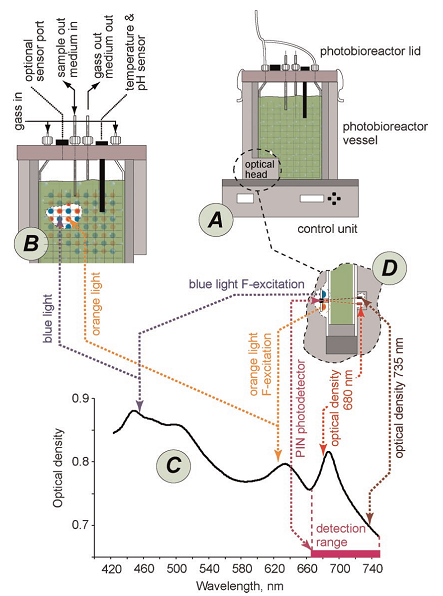 gass in
optional
sensor port
sample out
medium in
gass out
medium out
temperature &
pH sensor
B
photobioreactor lid
photobioreactor
vessel
optical
head
A
control unit
D
blue light F-excitation
blue light
orange light
orange light
F-excitation
PIN photodetector
optical density
680 nm
optical density 735 nm
C
Optical density
0.9
0.8
0.7
detection
range
420 460 500 540 580 620 660 700 740
Wavelength, nm